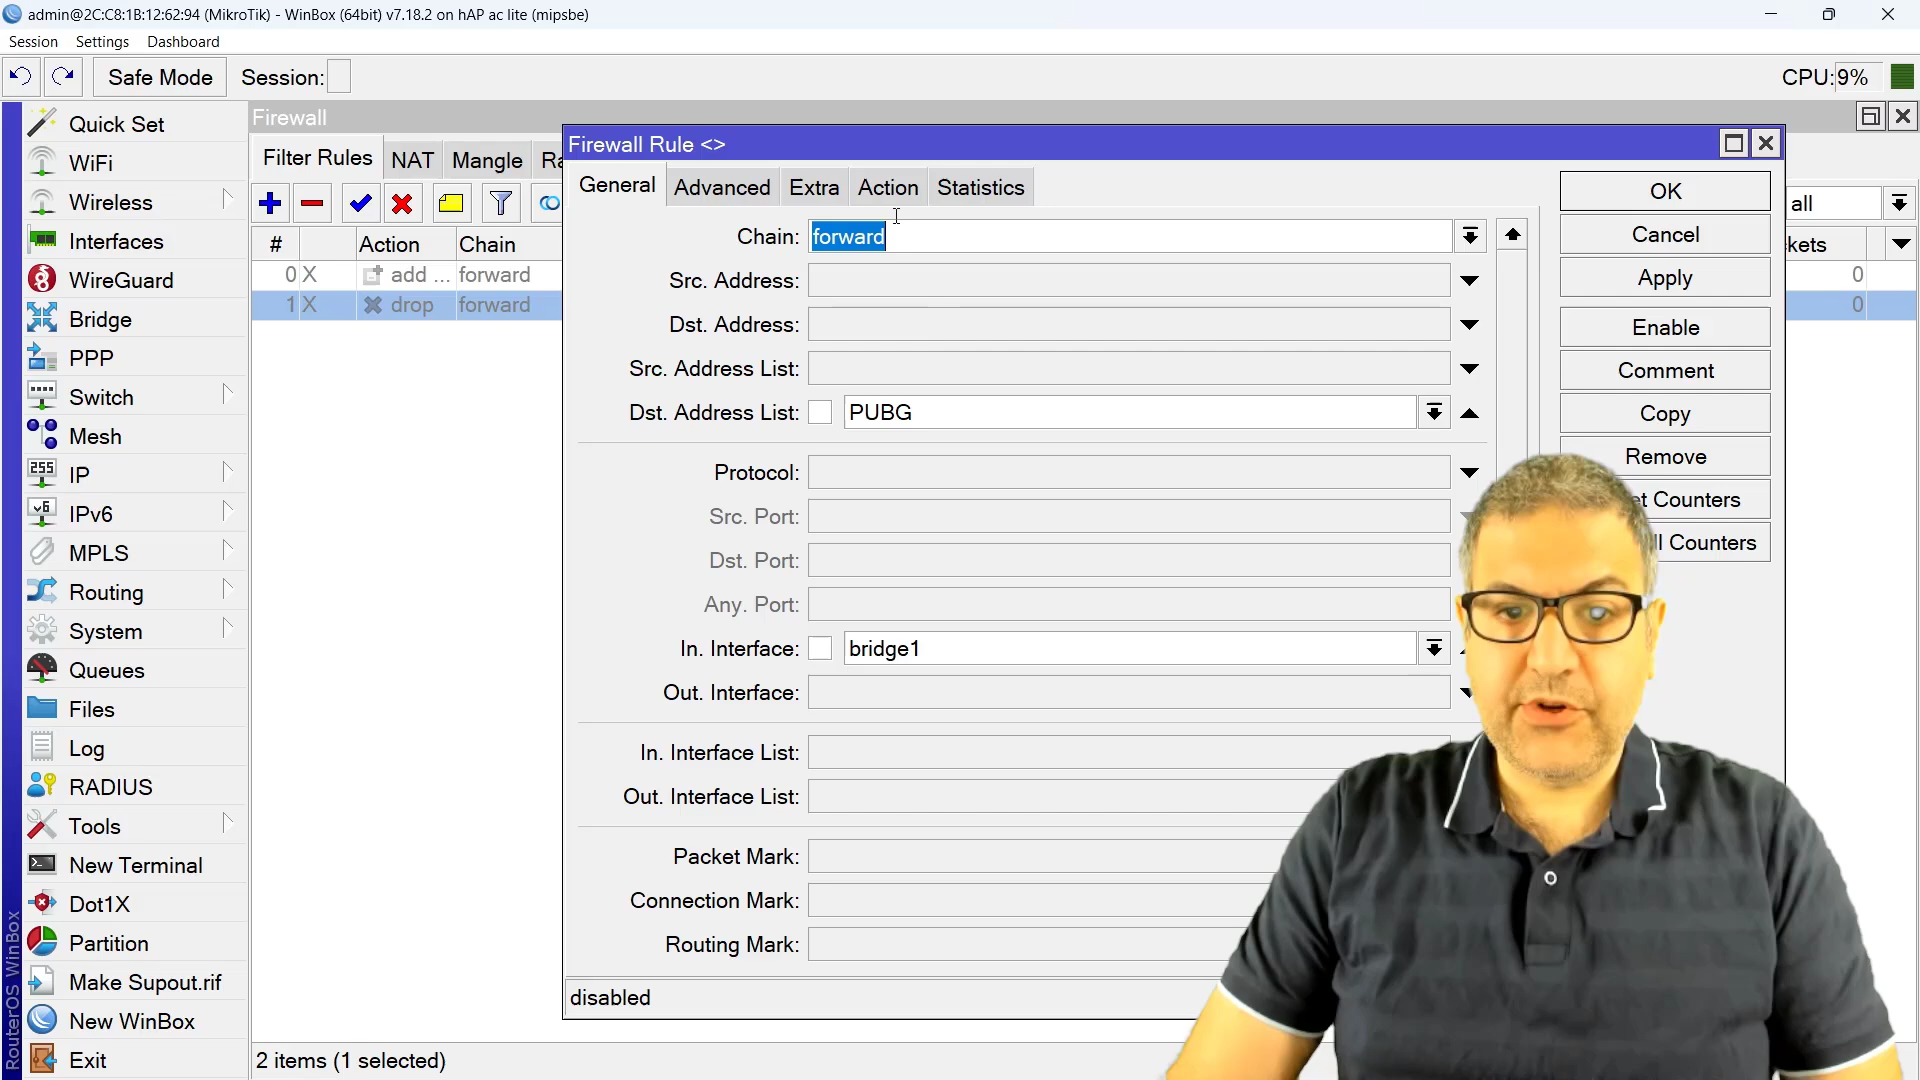 admin@2C:C8:1B:12:62:94 (MikroTik) - WinBox (64bit) v7.18.2 on hAP ac lite (mipsbe)
Session Settings Dashboard
Safe Mode Session: CPU: 9%
Quick Set
WiFi
Wireless
Interfaces
WireGuard
Bridge
PPP
Switch
Mesh
IP
IPv6
MPLS
Routing
System
Queues
Files
Log
RADIUS
Tools
New Terminal
Dot1X
Partition
Make Supout.rif
New WinBox
Exit
RouterOS WinBox
255
v6
Firewall
Filter Rules NAT Mangle Ra
all
# Action Chain kets
0 X add ... forward 0
1 X drop forward 0
2 items (1 selected)
Firewall Rule <>
General Advanced Extra Action Statistics
Chain: forward
Src. Address:
Dst. Address:
Src. Address List:
Dst. Address List: PUBG
Protocol:
Src. Port:
Dst. Port:
Any. Port:
In. Interface: bridge1
Out. Interface:
In. Interface List:
Out. Interface List:
Packet Mark:
Connection Mark:
Routing Mark:
disabled
OK
Cancel
Apply
Enable
Comment
Copy
Remove
et Counters
ll Counters